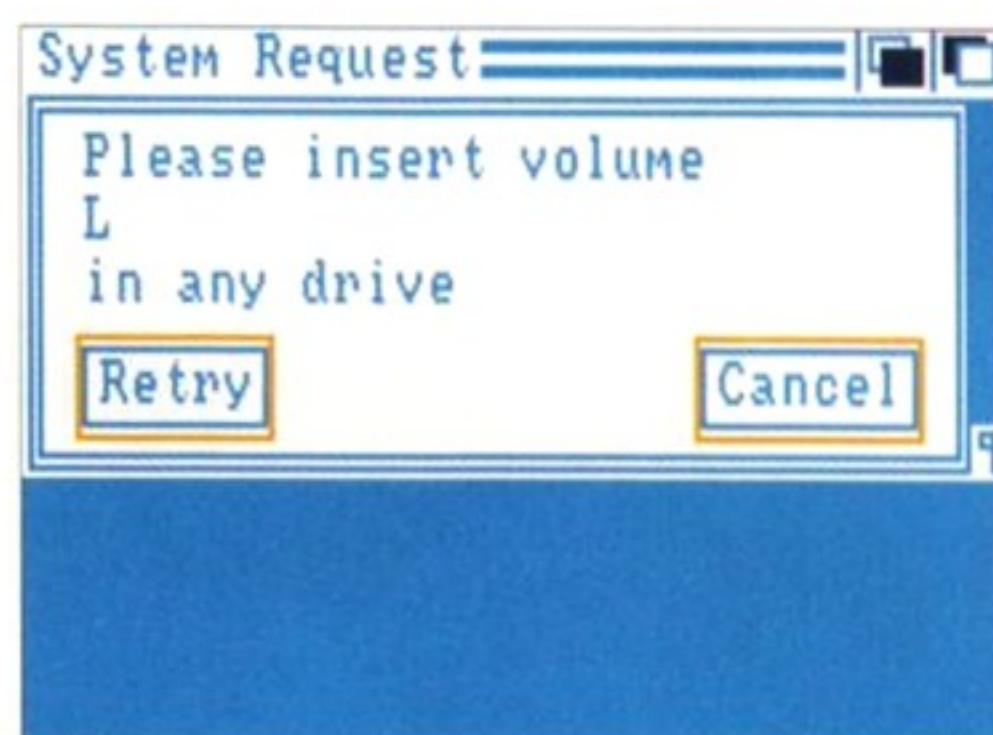 System Request
Please insert volume
L
in any drive
Retry
Cancel